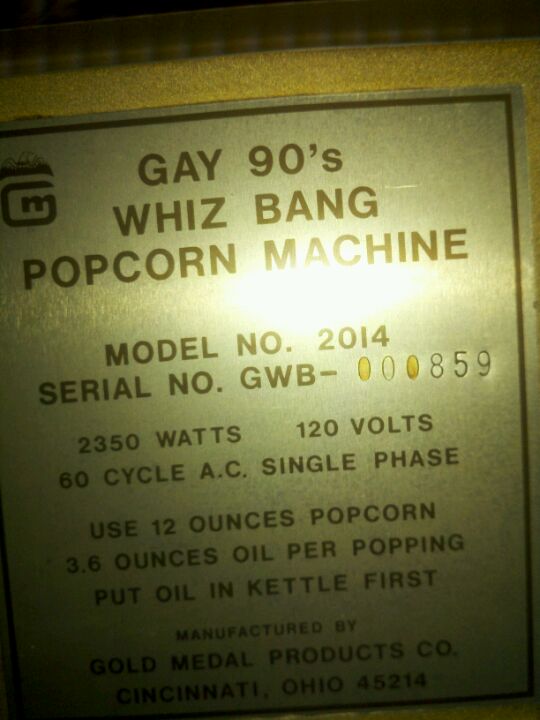 Gm
GAY 90's
WHIZ BANG
POPCORN MACHINE
MODEL NO. 2014
SERIAL NO. GWB- 000859
2350 WATTS 120 VOLTS
60 CYCLE A.C. SINGLE PHASE
USE 12 OUNCES POPCORN
3.6 OUNCES OIL PER POPPING
PUT OIL IN KETTLE FIRST
MANUFACTURED BY
GOLD MEDAL PRODUCTS CO.
CINCINNATI, OHIO 45214